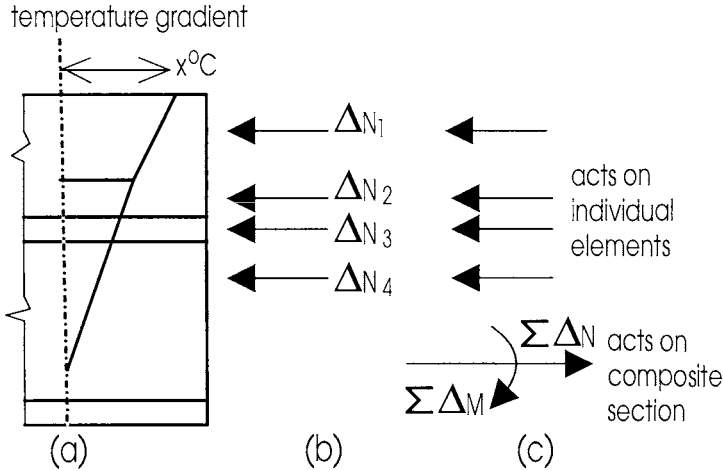 temperature gradient
x°C
ΔN1
ΔN2
ΔN3
ΔN4
acts on
individual
elements
ΣΔN
ΣΔM
acts on
composite
section
(a)
(b)
(c)